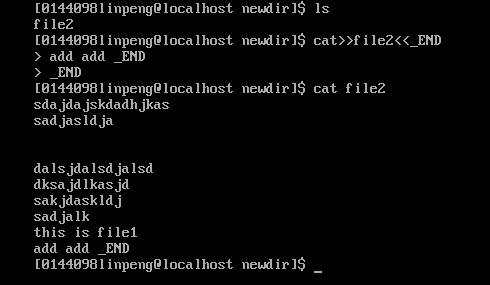 [0144098linpeng@localhost newdir]$ ls
file2
[0144098linpeng@localhost newdir]$ cat>>file2<<_END
> add add _END
> _END
[0144098linpeng@localhost newdir]$ cat file2
sdajdajskdadhjkas
sadjasldja
dalsjdalsdjalsd
dksajdlkasjd
sakjdaskldj
sadjalk
this is file1
add add _END
[0144098linpeng@localhost newdir]$ _